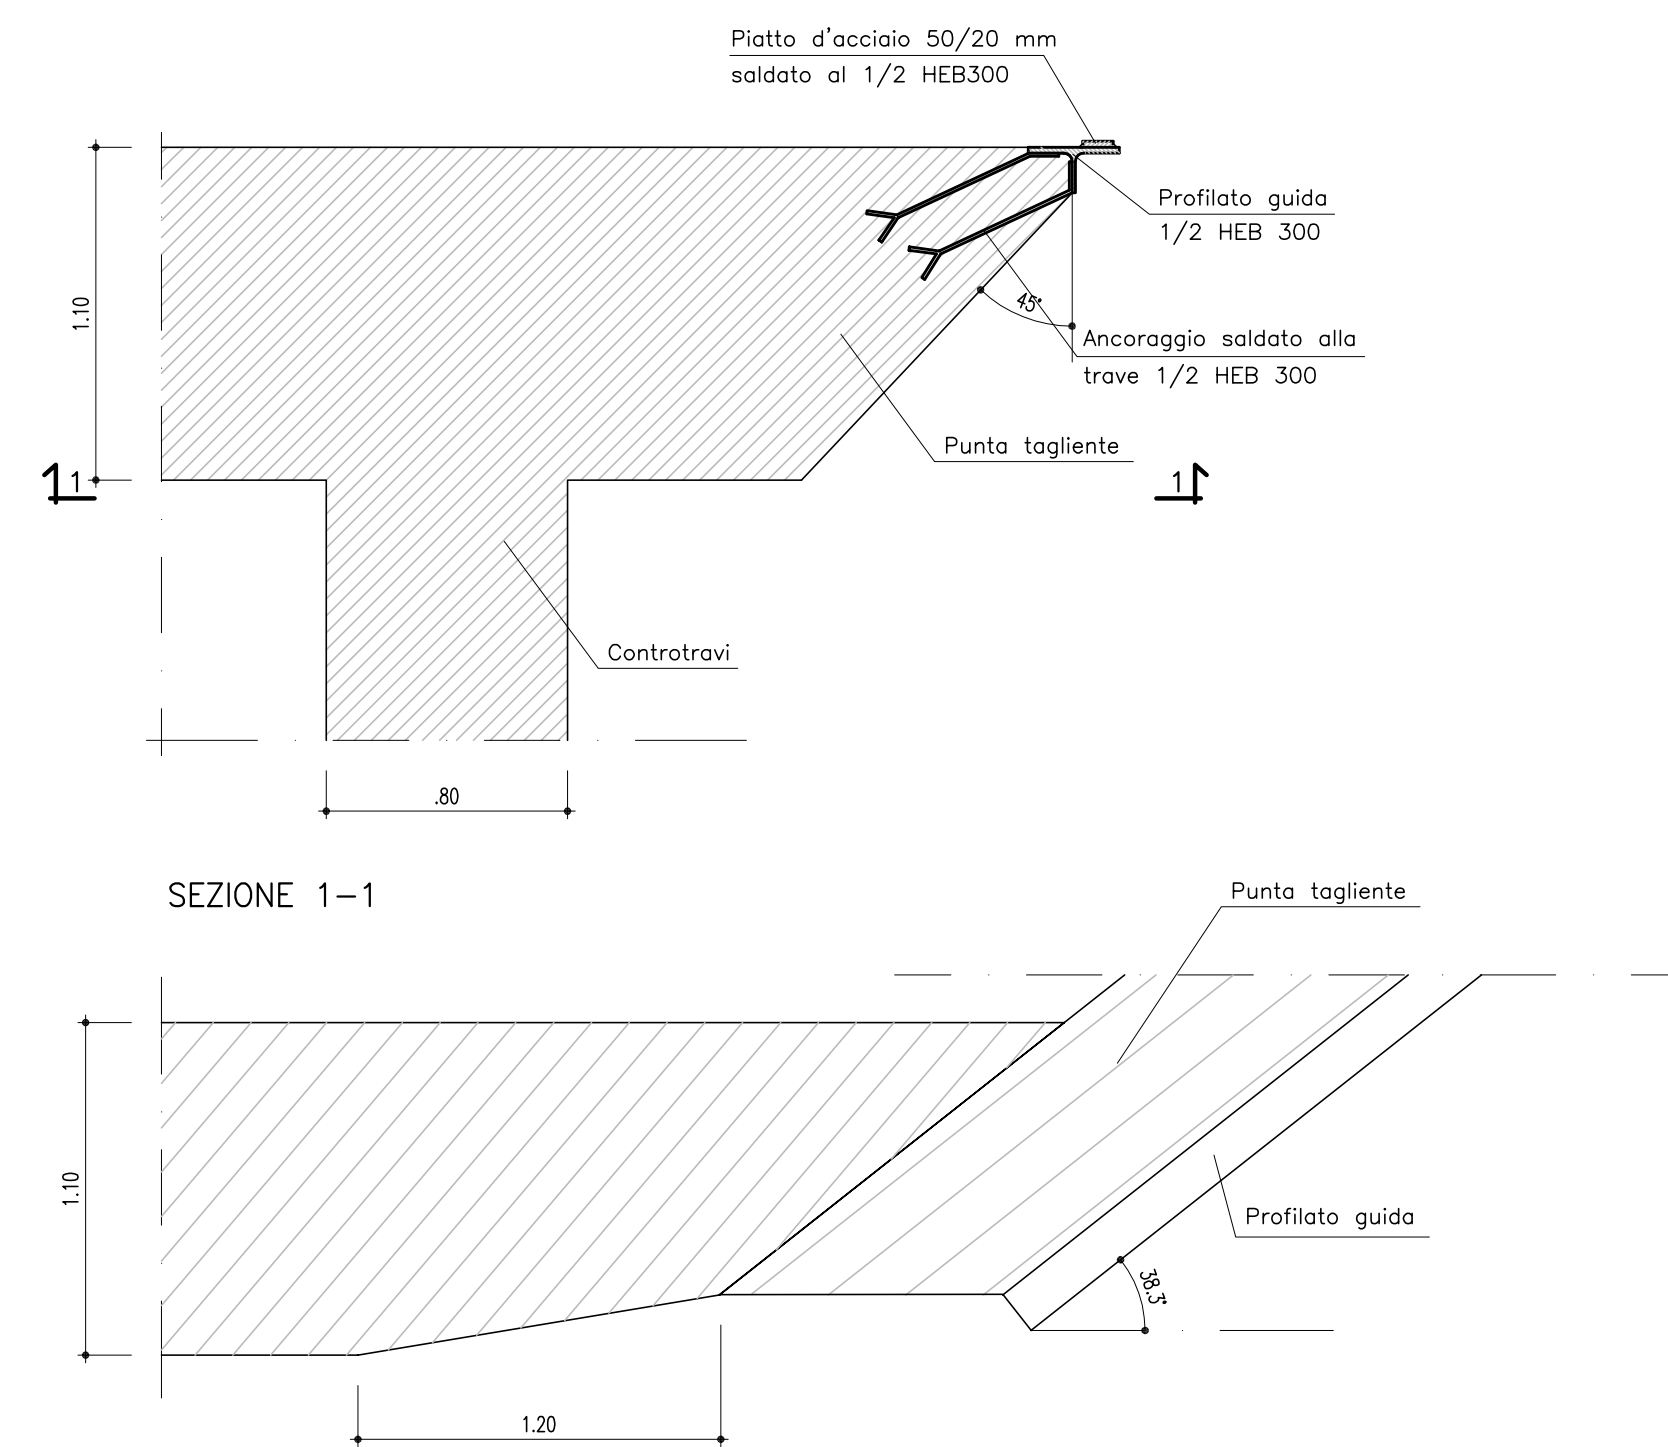 Piatto d'acciaio 50/20 mm
saldato al 1/2 HEB300
Profilato guida
1/2 HEB 300
1.10
45°
Ancoraggio saldato alla
trave 1/2 HEB 300
Punta tagliente
1
1
Controtravi
.80
SEZIONE 1-1
Punta tagliente
1.10
Profilato guida
38.3°
1.20